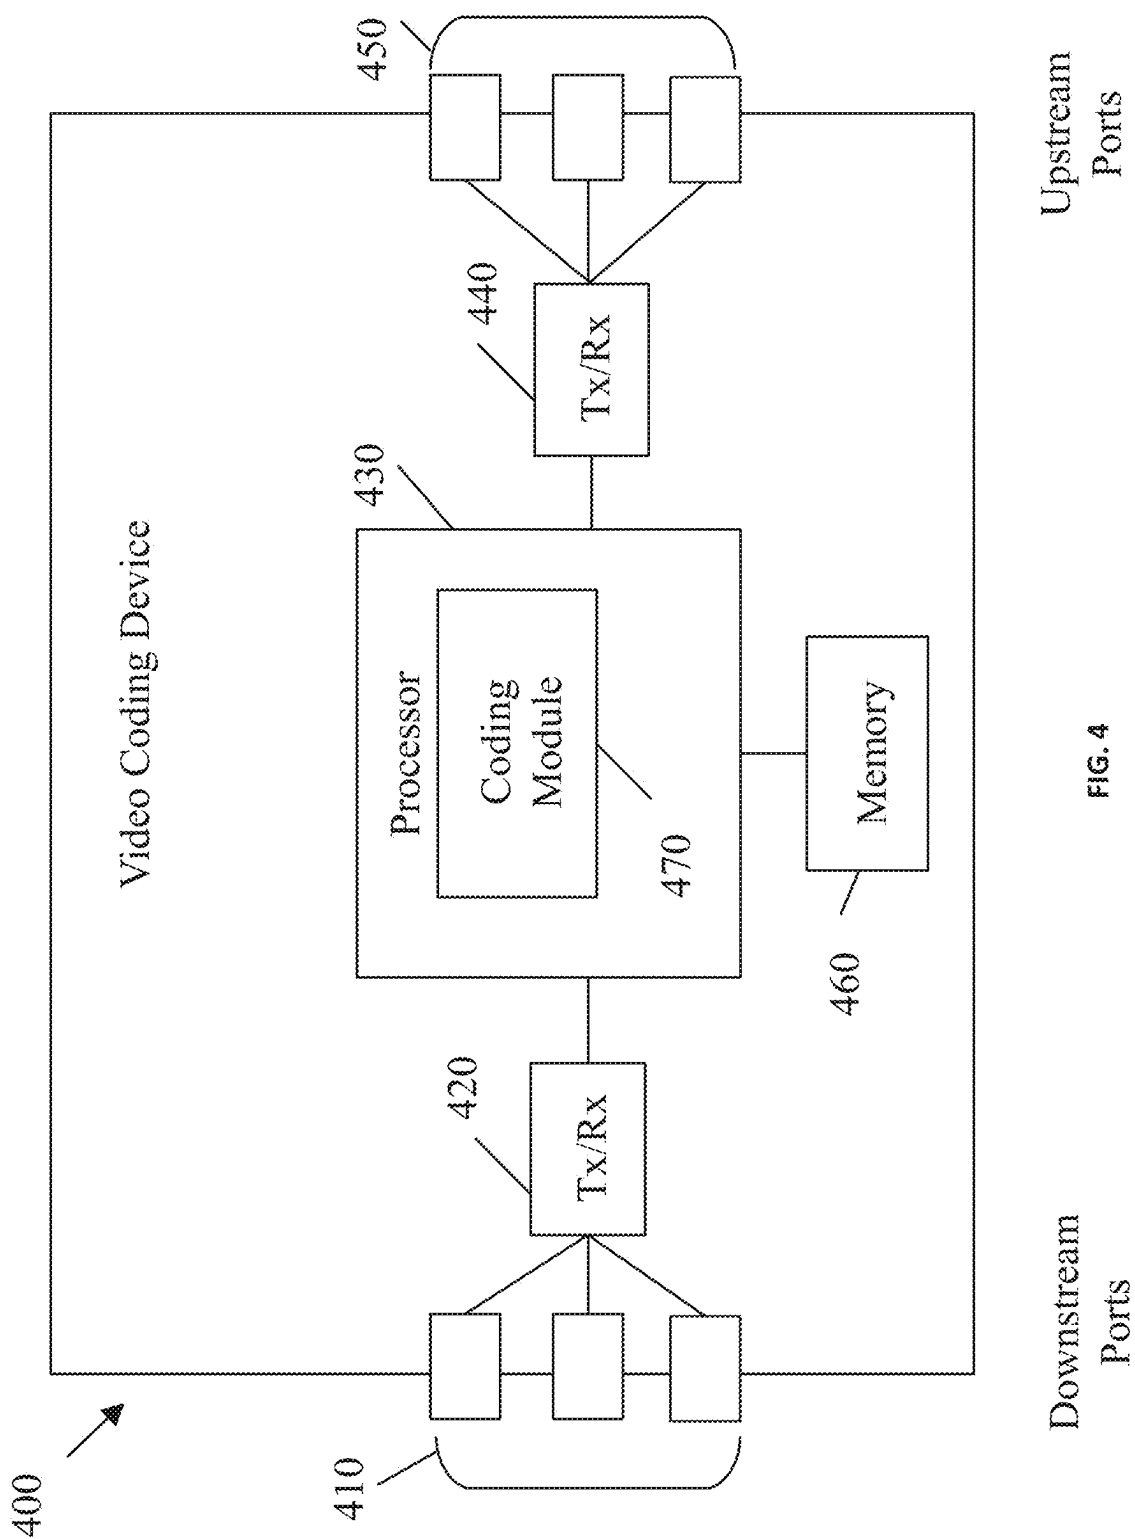 400
Video Coding Device
410
420
430
440
450
Processor
Coding
Module
470
Tx/Rx
Tx/Rx
460
Memory
Downstream
Ports
Upstream
Ports
FIG. 4